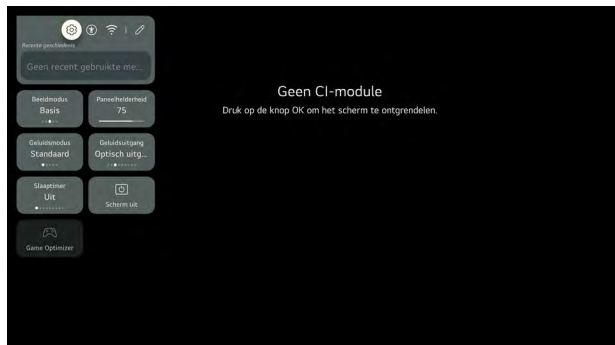 Recente geschiedenis
Geen recent gebruikte me...
Beeldmodus
Basis
Paneelhelderheid
75
Geluidsmodus
Standaard
Geluidsuitgang
Optisch uitg...
Slaaptimer
Uit
Scherm uit
Game Optimizer
Geen CI-module
Druk op de knop OK om het scherm te ontgrendelen.